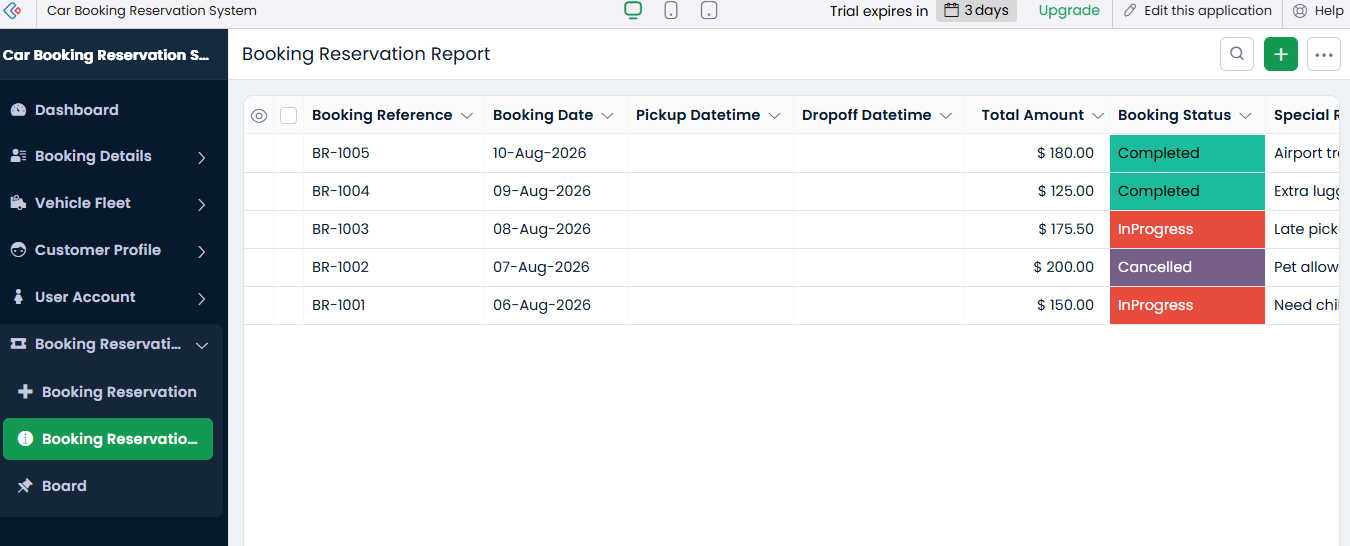 Car Booking Reservation System Trial expires in 3 days Upgrade Edit this application Help
Car Booking Reservation S...
Booking Reservation Report
Dashboard
Booking Details
Vehicle Fleet
Customer Profile
User Account
Booking Reservati...
Booking Reservation
Booking Reservatio...
Board
Booking Reference Booking Date Pickup Datetime Dropoff Datetime Total Amount Booking Status Special R
BR-1005 10-Aug-2026 $ 180.00 Completed Airport tr
BR-1004 09-Aug-2026 $ 125.00 Completed Extra lugg
BR-1003 08-Aug-2026 $ 175.50 InProgress Late pick
BR-1002 07-Aug-2026 $ 200.00 Cancelled Pet allow
BR-1001 06-Aug-2026 $ 150.00 InProgress Need chi